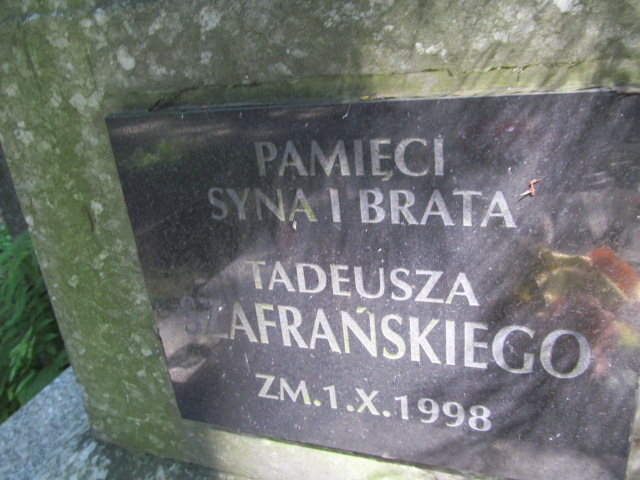 PAMIĘCI
SYNA I BRATA
TADEUSZA
SZAFRAŃSKIEGO
ZM.1.X.1998